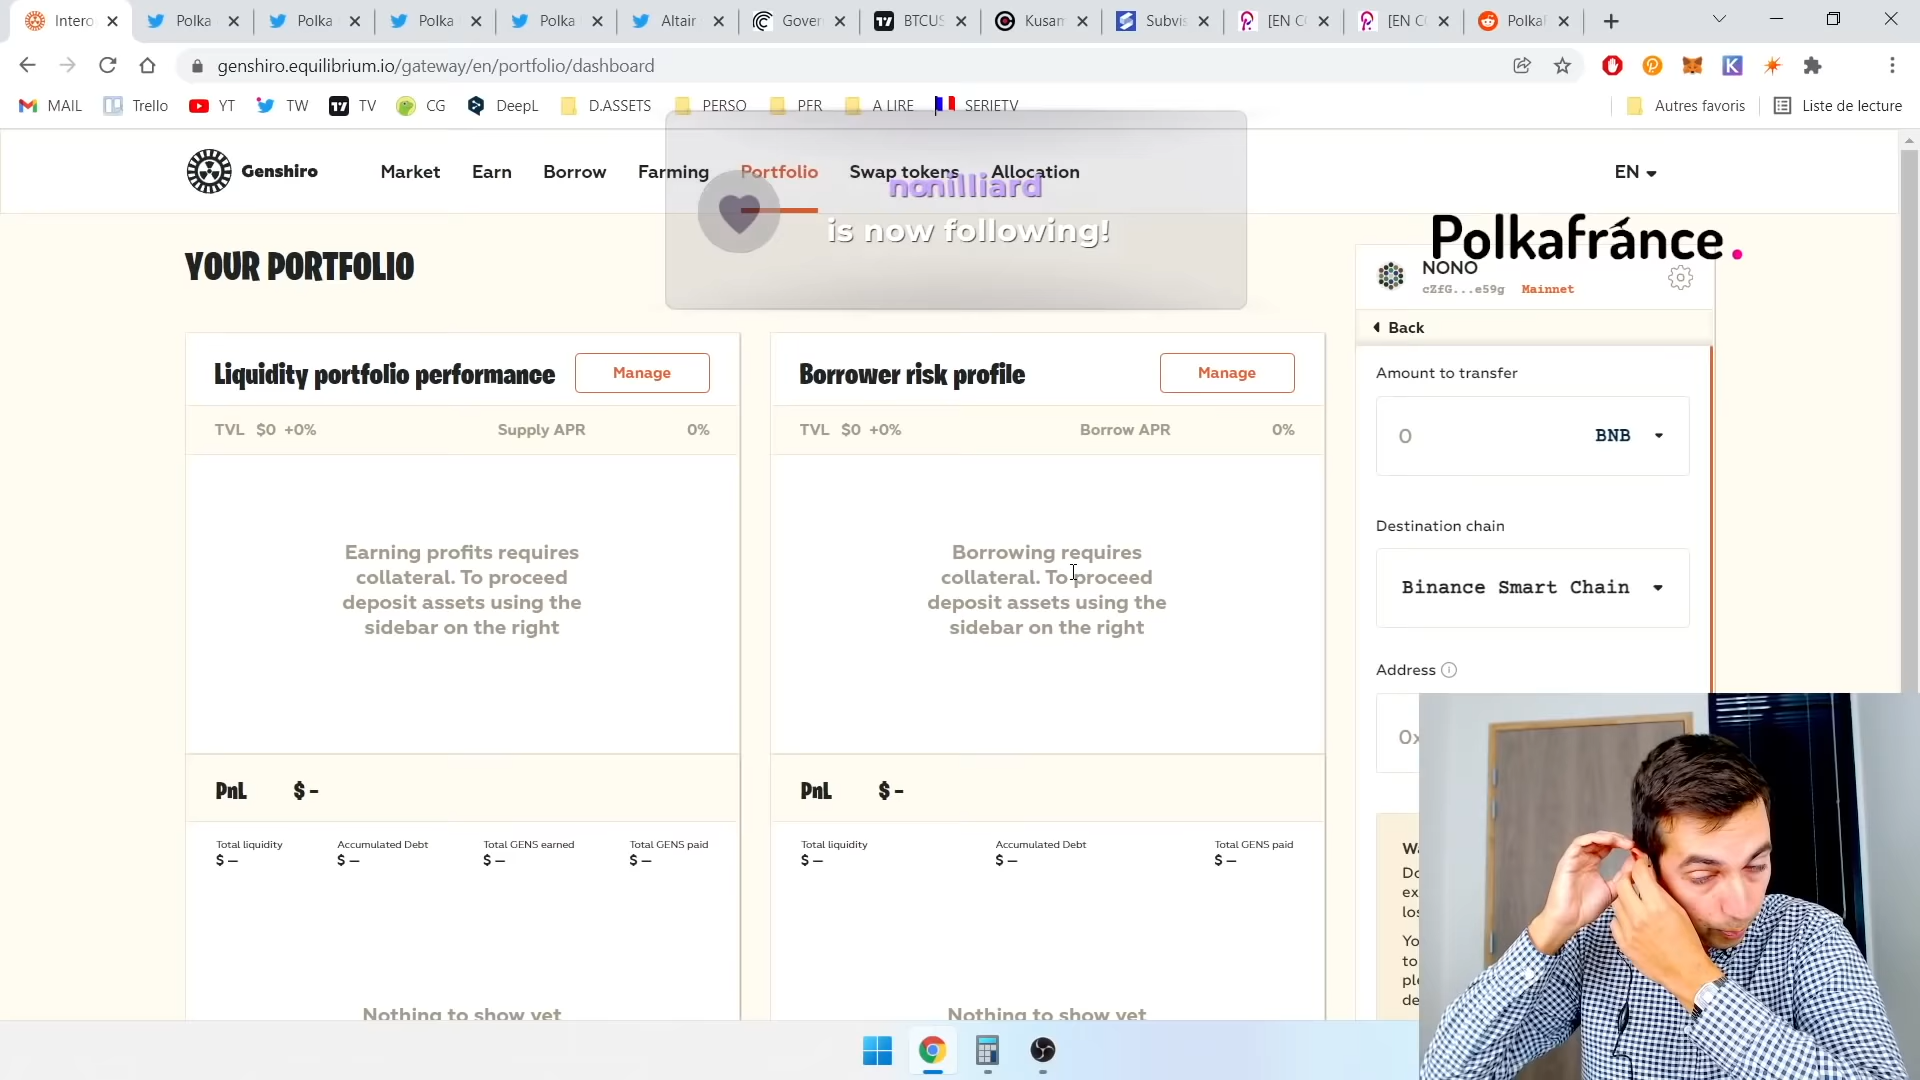 Intero
Polka
Polka
Polka
Polka
Altair
Gover
BTCUS
Kusam
Subvis
[EN C
[EN C
Polka
genshiro.equilibrium.io/gateway/en/portfolio/dashboard
MAIL
Trello
YT
TW
TV
CG
DeepL
D.ASSETS
PERSO
PFR
A LIRE
SERIETV
Autres favoris
Liste de lecture
Genshiro
Market
Earn
Borrow
Farming
Portfolio
Swap tokens
Allocation
EN
nonilliard
is now following!
Polkafránce.
YOUR PORTFOLIO
NONO
cZfG...e59g Mainnet
Back
Liquidity portfolio performance
Manage
Borrower risk profile
Manage
Amount to transfer
TVL $0 +0%
Supply APR 0%
TVL $0 +0%
Borrow APR 0%
0 BNB
Earning profits requires
collateral. To proceed
deposit assets using the
sidebar on the right
Borrowing requires
collateral. To proceed
deposit assets using the
sidebar on the right
Destination chain
Binance Smart Chain
Address
0x
PnL $ –
PnL $ –
Total liquidity
$ —
Accumulated Debt
$ —
Total GENS earned
$ —
Total GENS paid
$ —
Total liquidity
$ —
Accumulated Debt
$ —
Total GENS paid
$ —
Nothing to show yet
Nothing to show yet